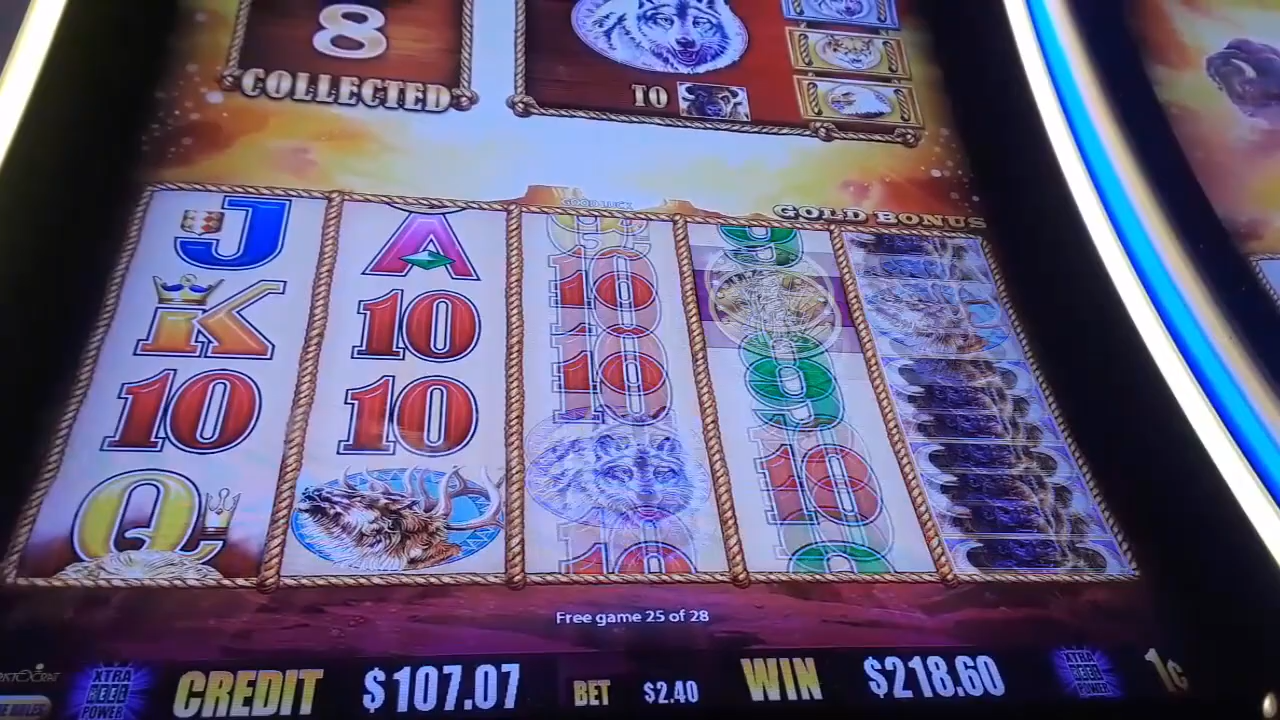 8
COLLECTED
TO
GOOD LUCK
GOLD BONUS
J A 9
K 10 10
10 10 10 9
Q 10 10
Free game 25 of 28
XTRA REEL POWER
CREDIT $107.07 BET $2.40 WIN $218.60 1¢
XTRA REEL POWER